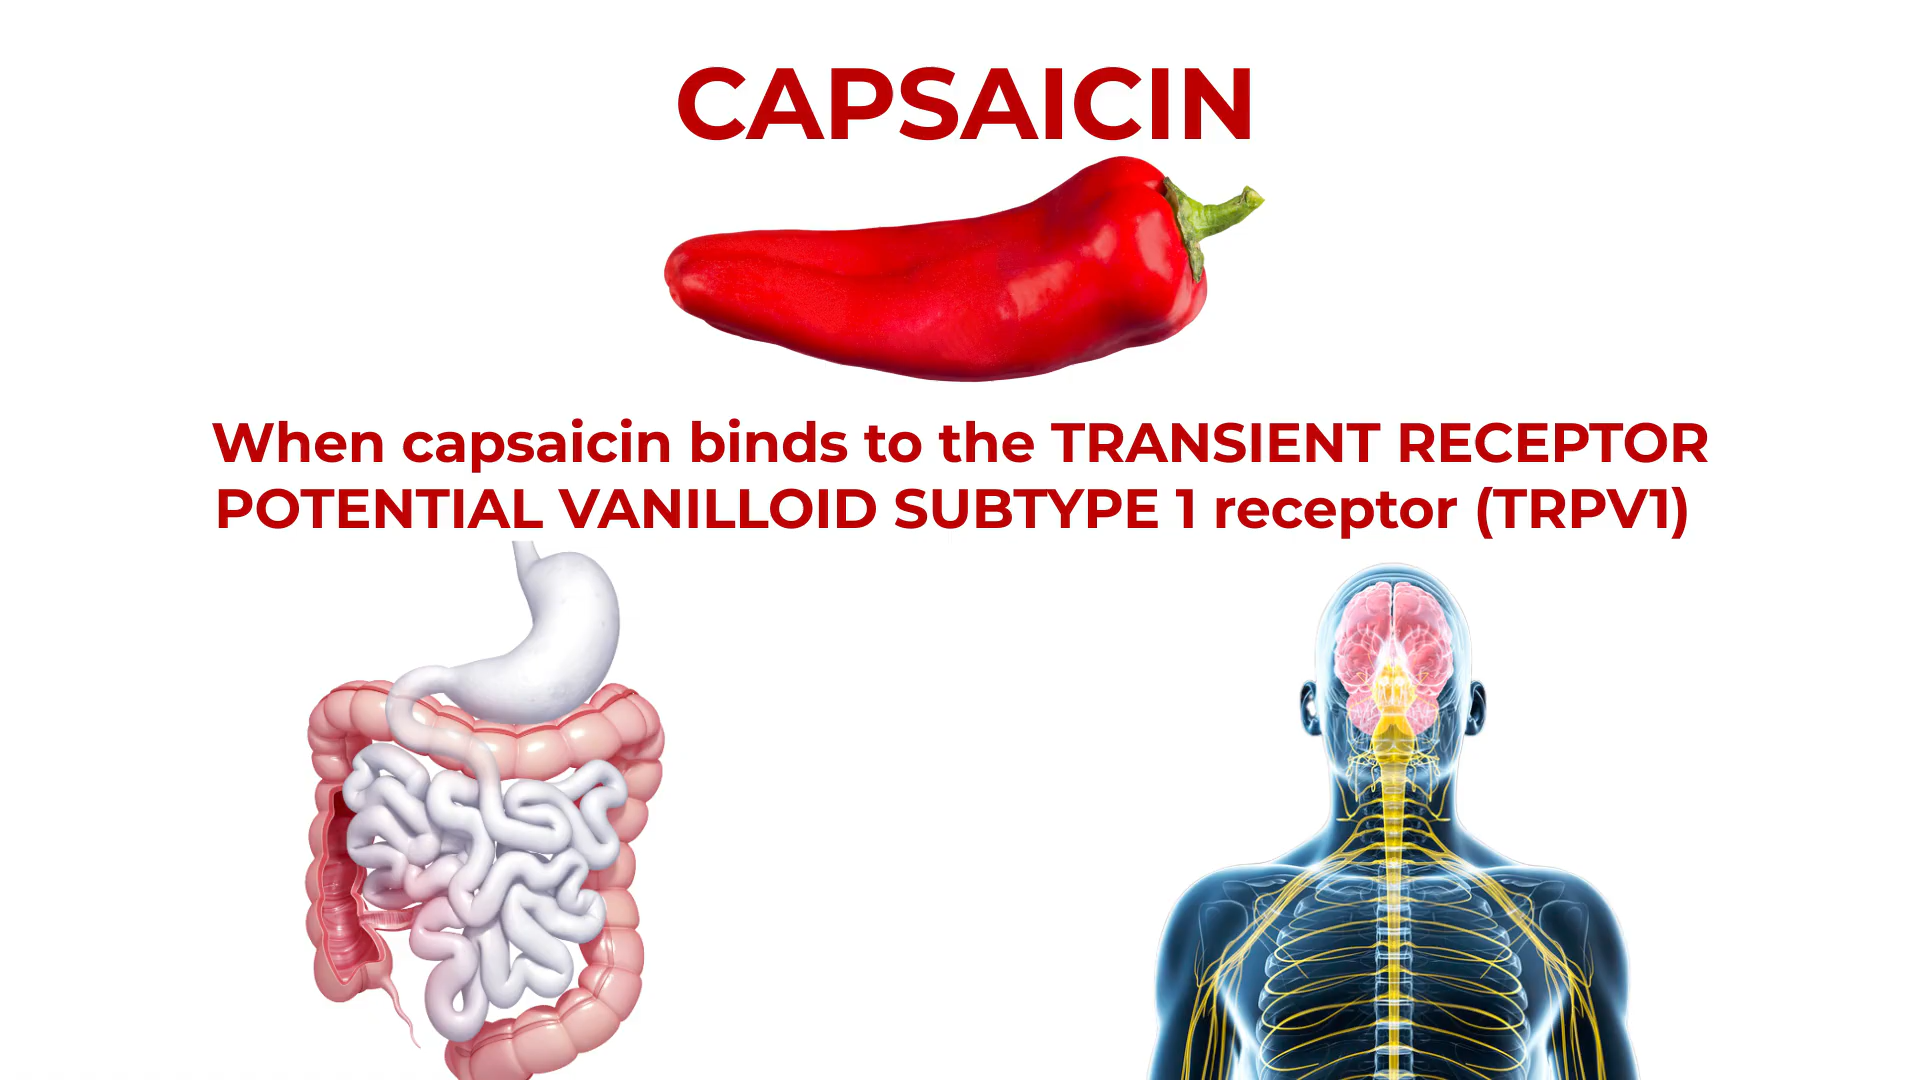 CAPSAICIN
When capsaicin binds to the TRANSIENT RECEPTOR
POTENTIAL VANILLOID SUBTYPE 1 receptor (TRPV1)